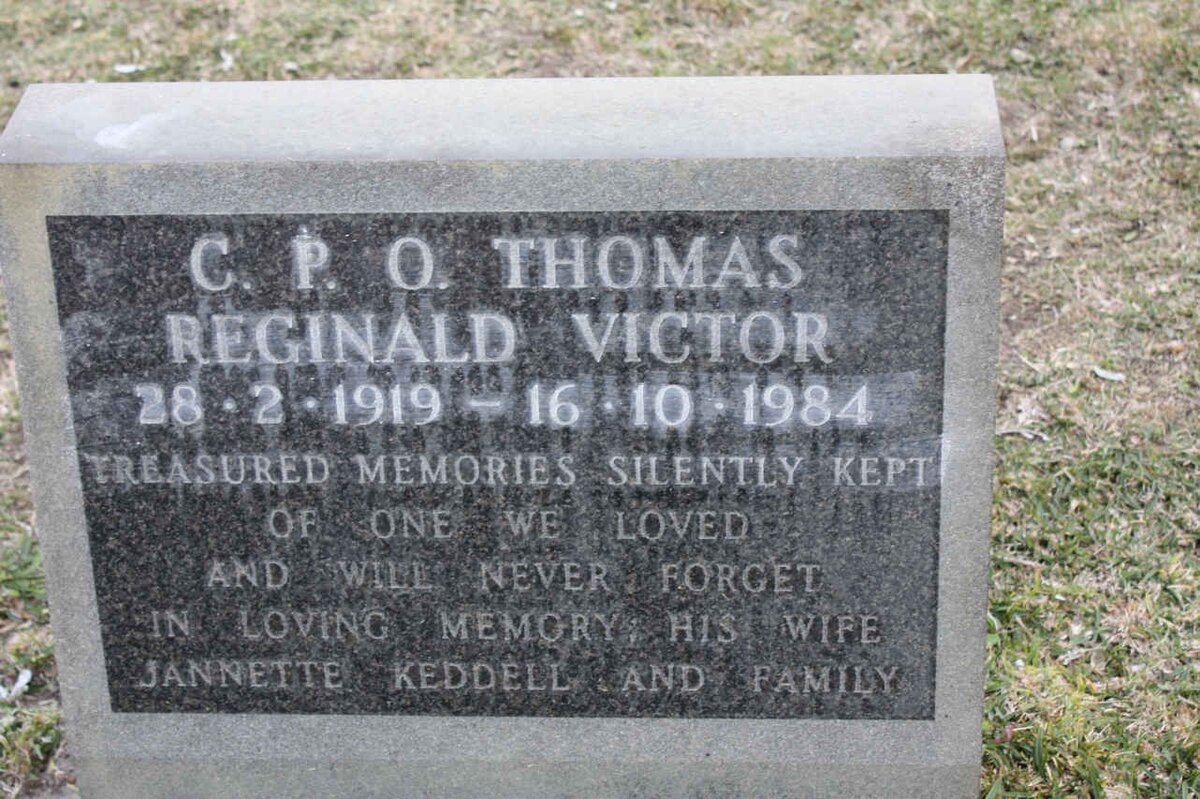 C. P. O. THOMAS
REGINALD VICTOR
28·2·1919 – 16·10·1984
TREASURED MEMORIES SILENTLY KEPT
OF ONE WE LOVED
AND WILL NEVER FORGET
IN LOVING MEMORY, HIS WIFE
JANNETTE KEDDELL AND FAMILY